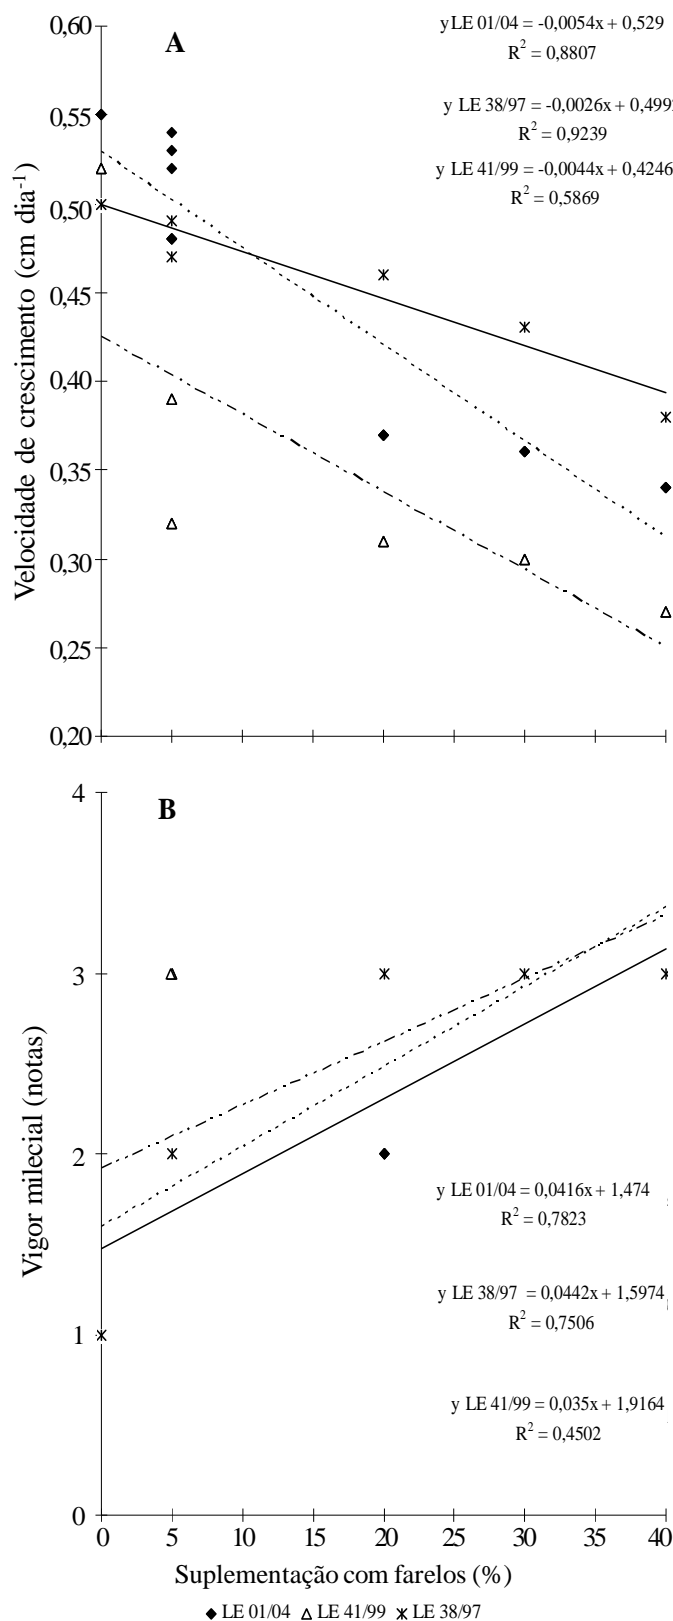 0,60
A
yLE 01/04 = -0,0054x + 0,529
R² = 0,8807
0,55
y LE 38/97 = -0,0026x + 0,499
R² = 0,9239
y LE 41/99 = -0,0044x + 0,4246
R² = 0,5869
0,50
0,45
0,40
0,35
0,30
0,25
0,20
Velocidade de crescimento (cm dia⁻¹)
4
B
3
2
y LE 01/04 = 0,0416x + 1,474
R² = 0,7823
y LE 38/97 = 0,0442x + 1,5974
R² = 0,7506
1
y LE 41/99 = 0,035x + 1,9164
R² = 0,4502
0
Vigor milecial (notas)
0 5 10 15 20 25 30 35 40
Suplementação com farelos (%)
LE 01/04 LE 41/99 LE 38/97